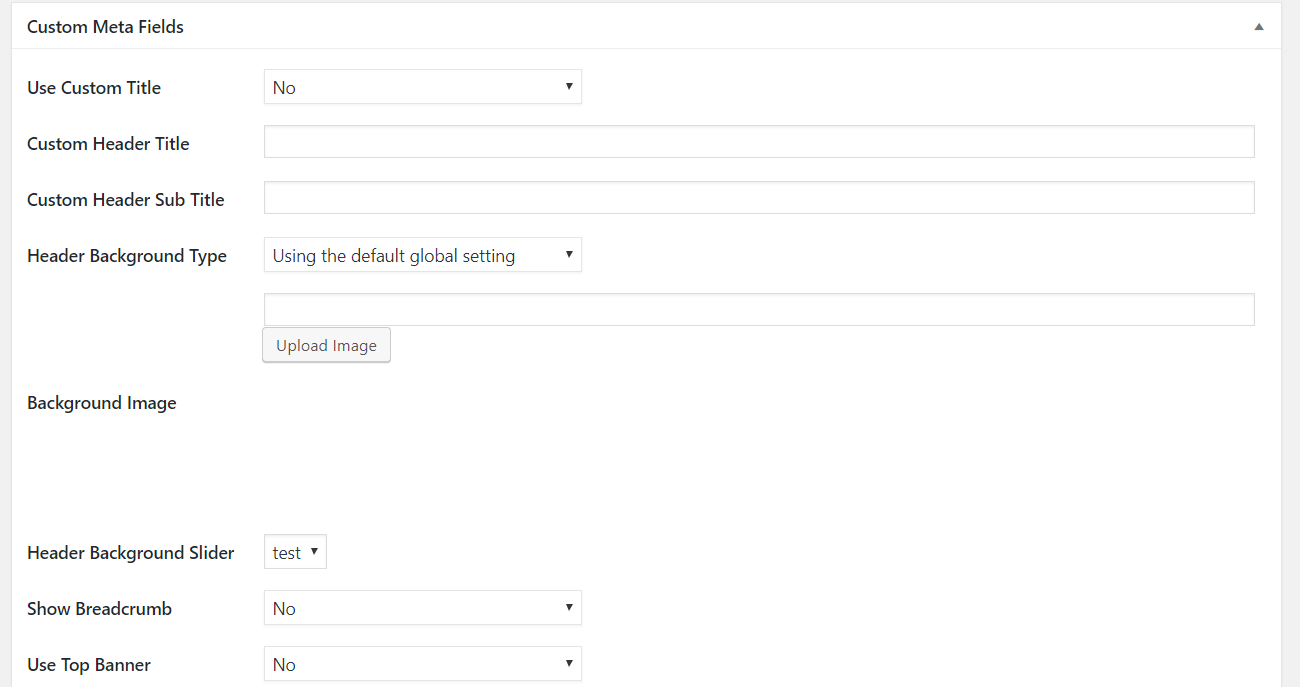 Custom Meta Fields
Use Custom Title No
Custom Header Title
Custom Header Sub Title
Header Background Type Using the default global setting
Upload Image
Background Image
Header Background Slider test
Show Breadcrumb No
Use Top Banner No